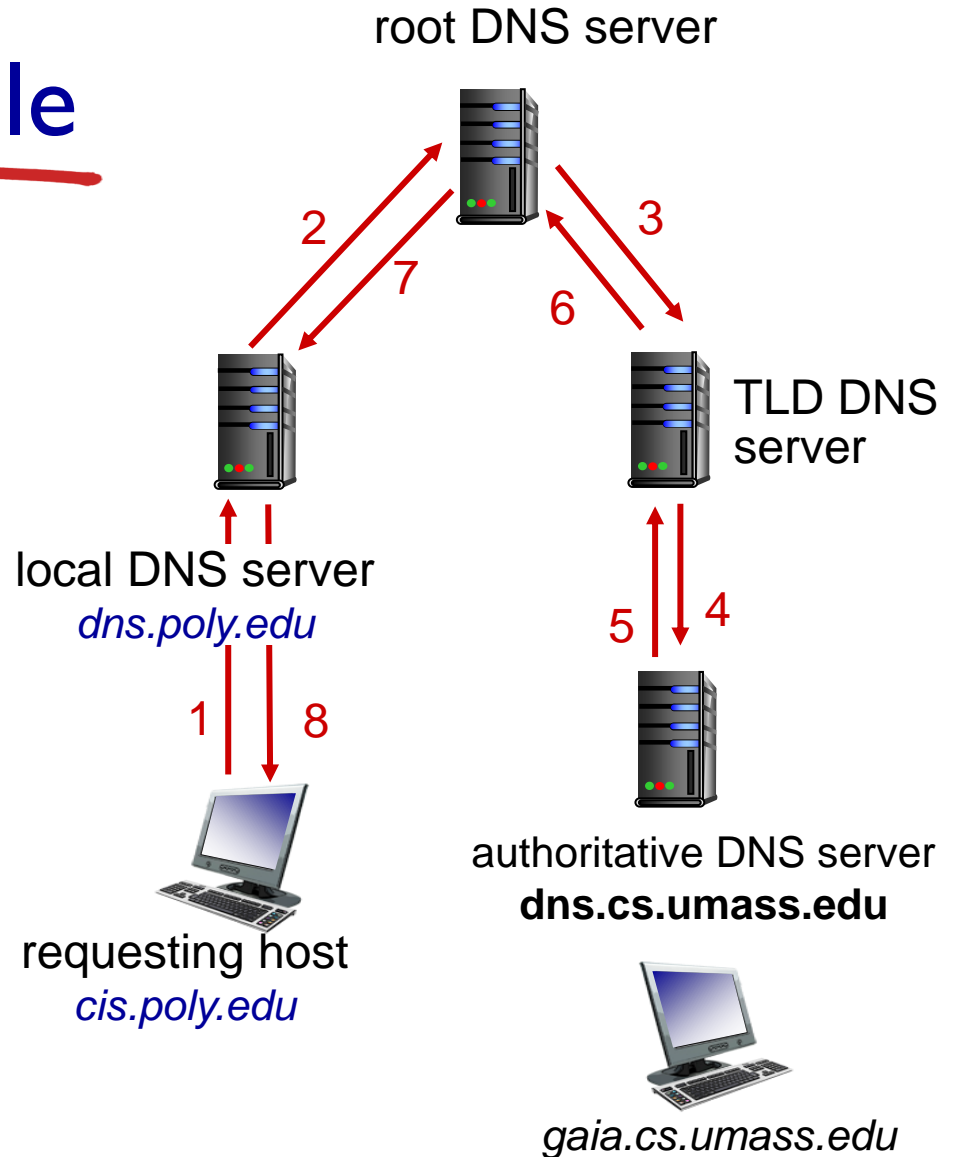 root DNS server
le
2
7
3
6
TLD DNS
server
local DNS server
dns.poly.edu
5
4
1
8
authoritative DNS server
dns.cs.umass.edu
requesting host
cis.poly.edu
gaia.cs.umass.edu